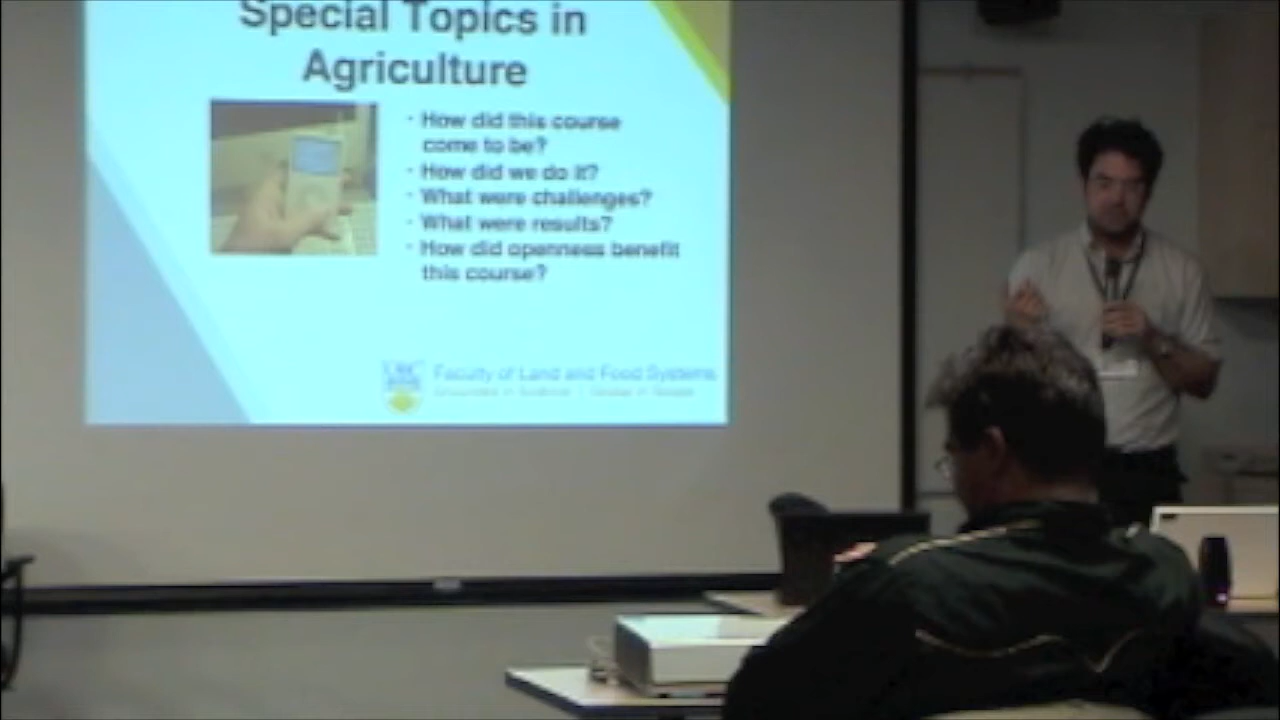 Special Topics in
Agriculture
· How did this course
come to be?
· How did we do it?
· What were challenges?
· What were results?
· How did openness benefit
this course?
UBC
Faculty of Land and Food Systems